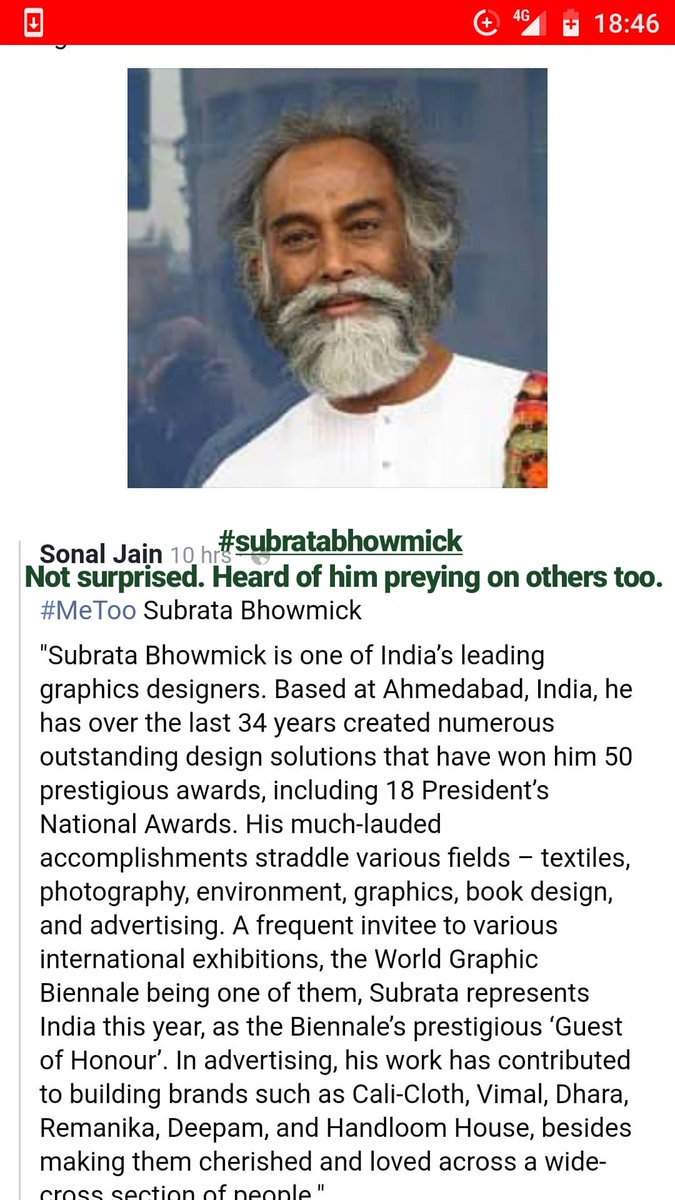 4G 18:46
#subratabhowmick
Sonal Jain 10 hrs
Not surprised. Heard of him preying on others too.
#MeToo Subrata Bhowmick
"Subrata Bhowmick is one of India’s leading
graphics designers. Based at Ahmedabad, India, he
has over the last 34 years created numerous
outstanding design solutions that have won him 50
prestigious awards, including 18 President’s
National Awards. His much-lauded
accomplishments straddle various fields – textiles,
photography, environment, graphics, book design,
and advertising. A frequent invitee to various
international exhibitions, the World Graphic
Biennale being one of them, Subrata represents
India this year, as the Biennale’s prestigious ‘Guest
of Honour’. In advertising, his work has contributed
to building brands such as Cali-Cloth, Vimal, Dhara,
Remanika, Deepam, and Handloom House, besides
making them cherished and loved across a wide-
cross section of people."